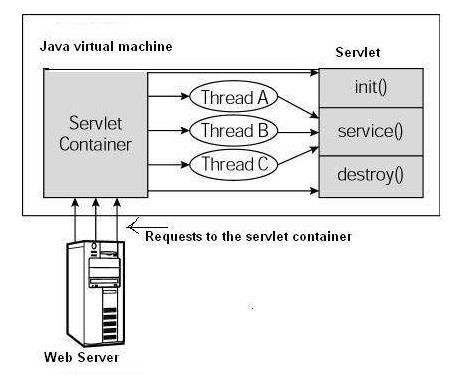 Java virtual machine
Servlet
init()
Thread A
Servlet
Container
Thread B
service()
Thread C
destroy()
Requests to the servlet container
Web Server